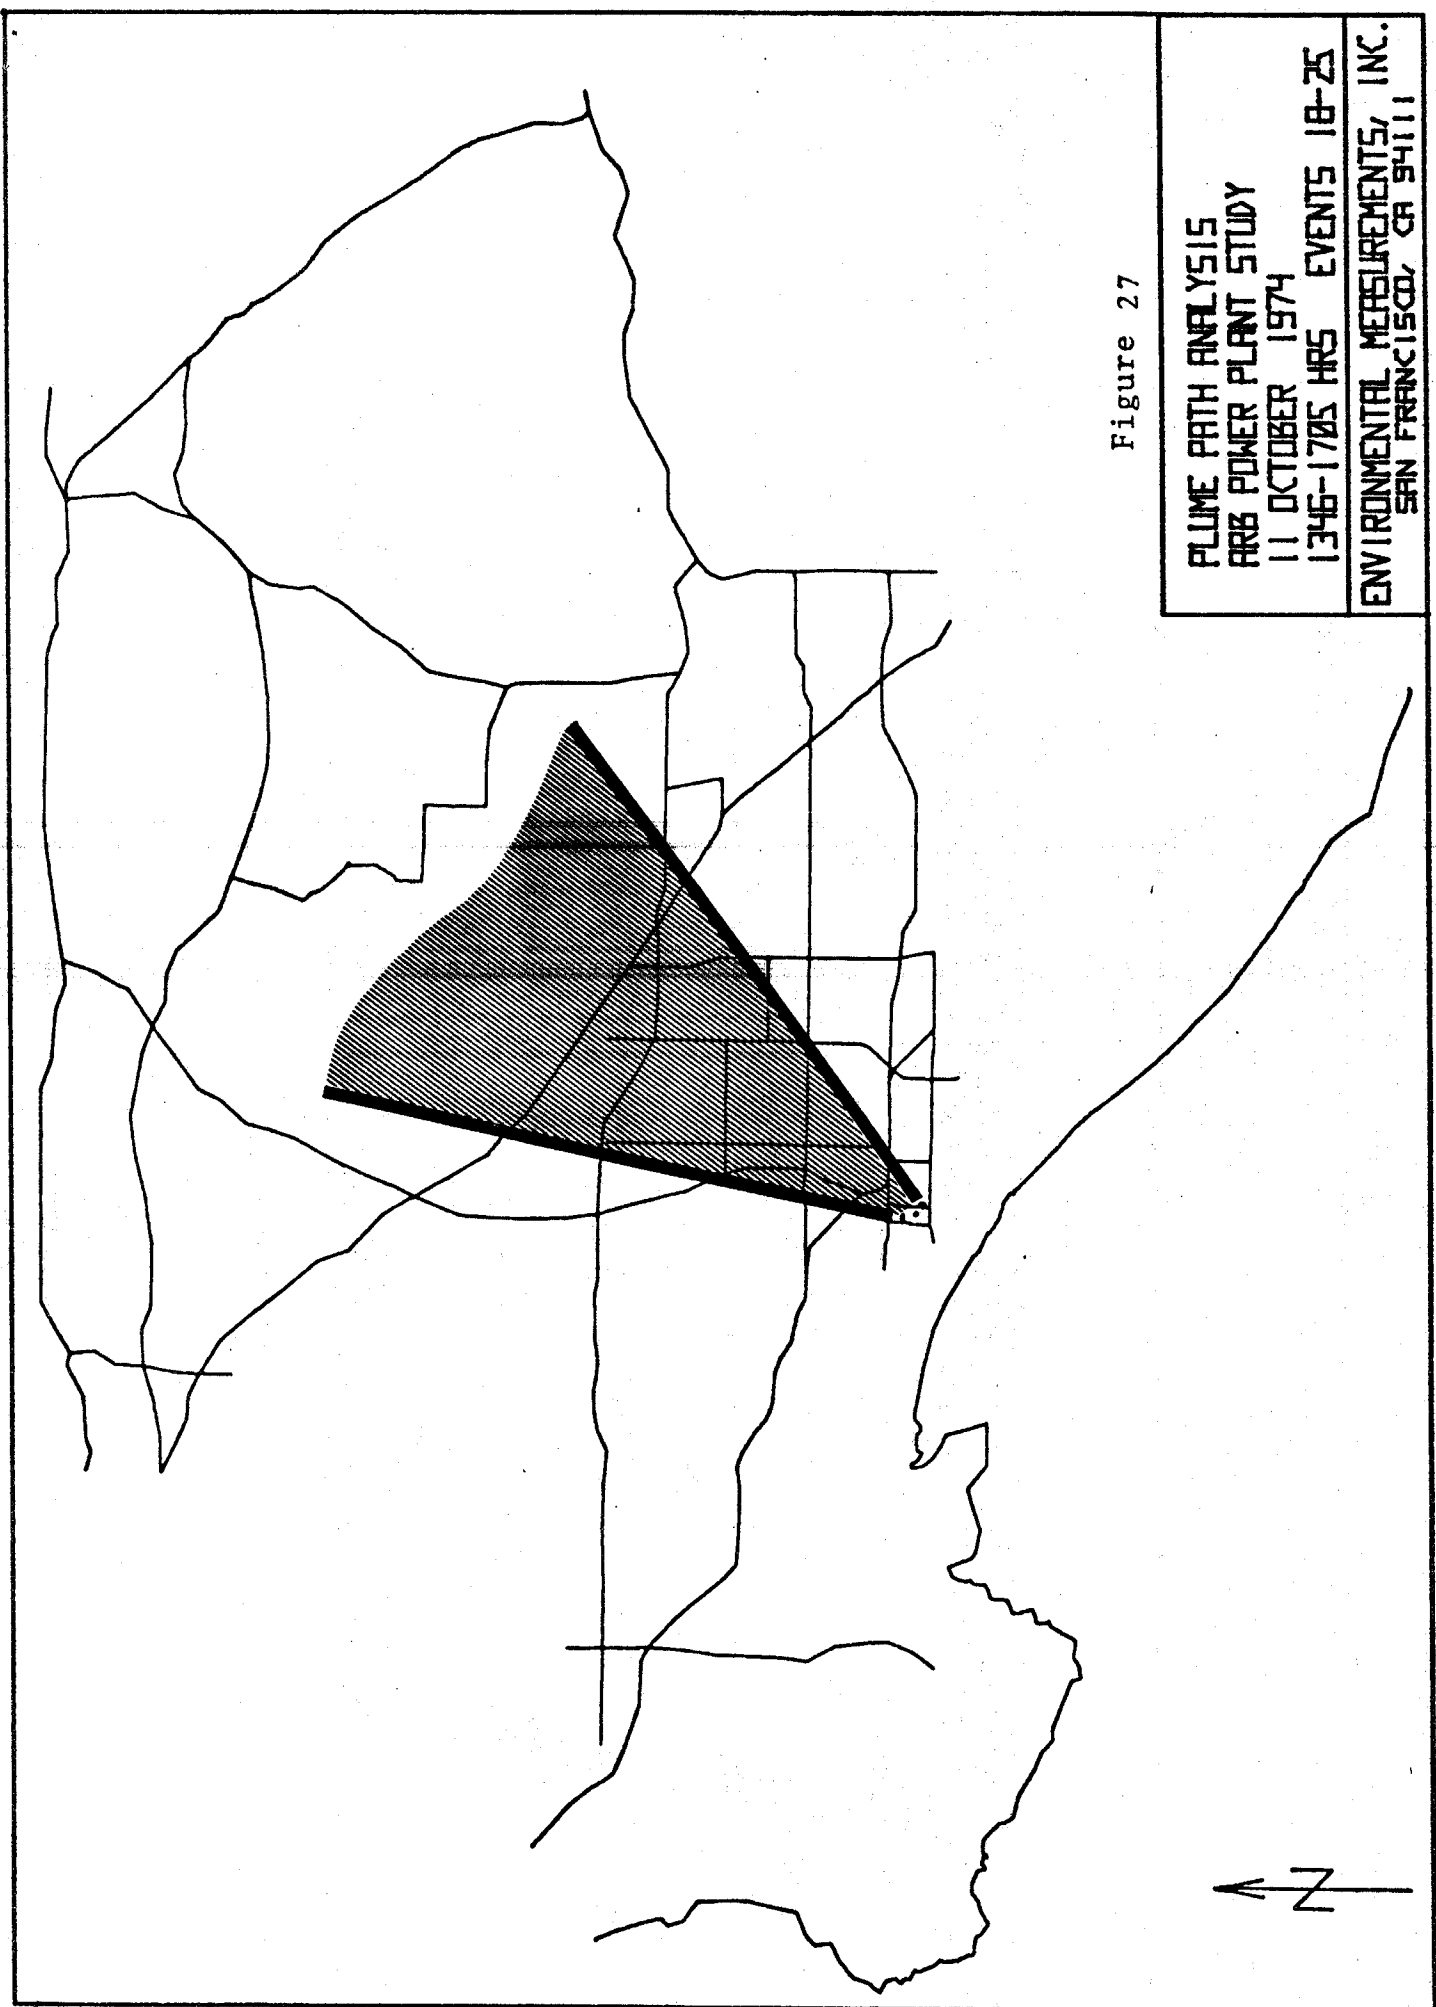 Figure 27
PLUME PATH ANALYSIS
ARB POWER PLANT STUDY
11 OCTOBER 1974
1346-1705 HRS EVENTS 18-25
ENVIRONMENTAL MEASUREMENTS, INC.
SAN FRANCISCO, CA 94111
N